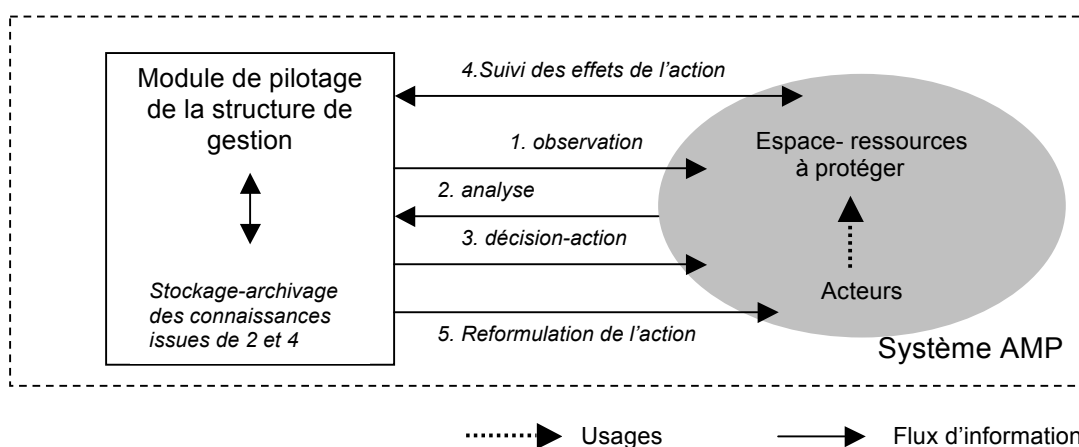 Module de pilotage
de la structure de
gestion
Stockage-archivage
des connaissances
issues de 2 et 4
4.Suivi des effets de l’action
1. observation
2. analyse
3. décision-action
5. Reformulation de l’action
Espace- ressources
à protéger
Acteurs
Système AMP
Usages
Flux d’information